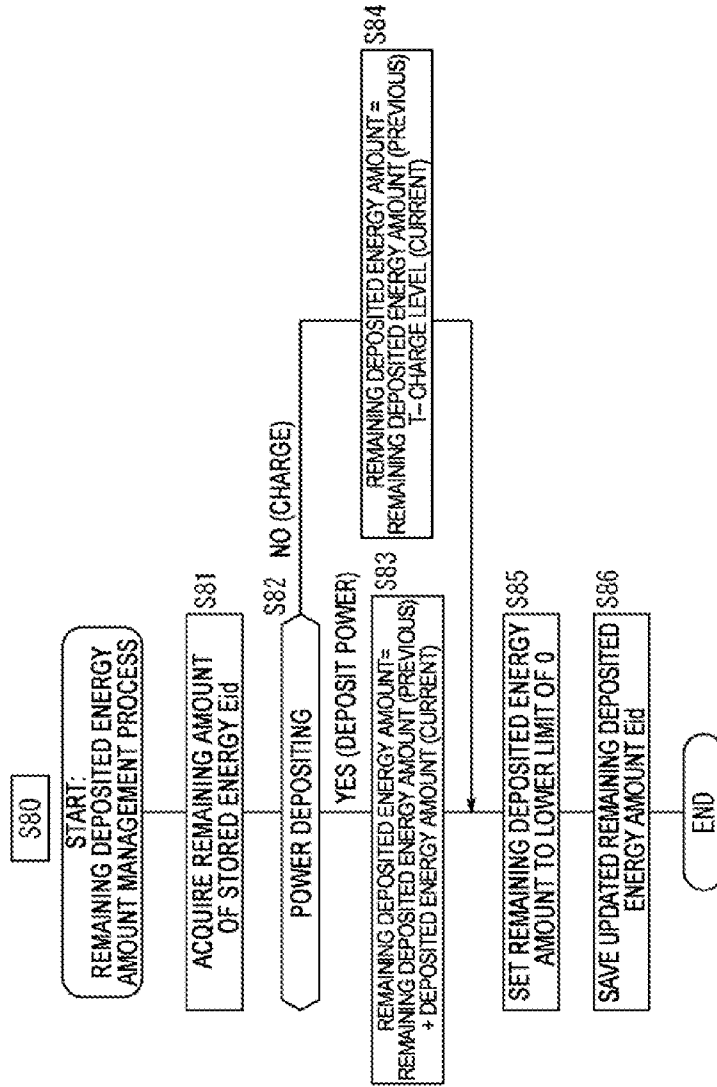 S80
START:
REMAINING DEPOSITED ENERGY
AMOUNT MANAGEMENT PROCESS
S81
ACQUIRE REMAINING AMOUNT
OF STORED ENERGY Eid
S82
POWER DEPOSITING
NO (CHARGE)
YES (DEPOSIT POWER)
S83
REMAINING DEPOSITED ENERGY AMOUNT=
REMAINING DEPOSITED ENERGY AMOUNT (PREVIOUS)
+ DEPOSITED ENERGY AMOUNT (CURRENT)
S84
REMAINING DEPOSITED ENERGY AMOUNT =
REMAINING DEPOSITED ENERGY AMOUNT (PREVIOUS)
T– CHARGE LEVEL (CURRENT)
S85
SET REMAINING DEPOSITED ENERGY
AMOUNT TO LOWER LIMIT OF 0
S86
SAVE UPDATED REMAINING DEPOSITED
ENERGY AMOUNT Eid
END